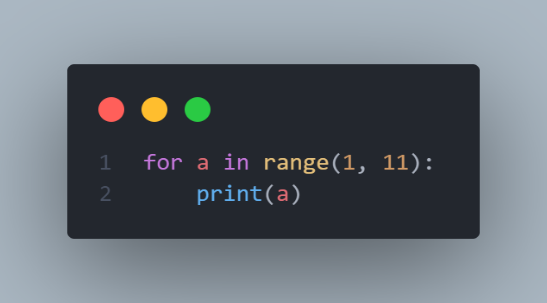 1 for a in range(1, 11):
2     print(a)